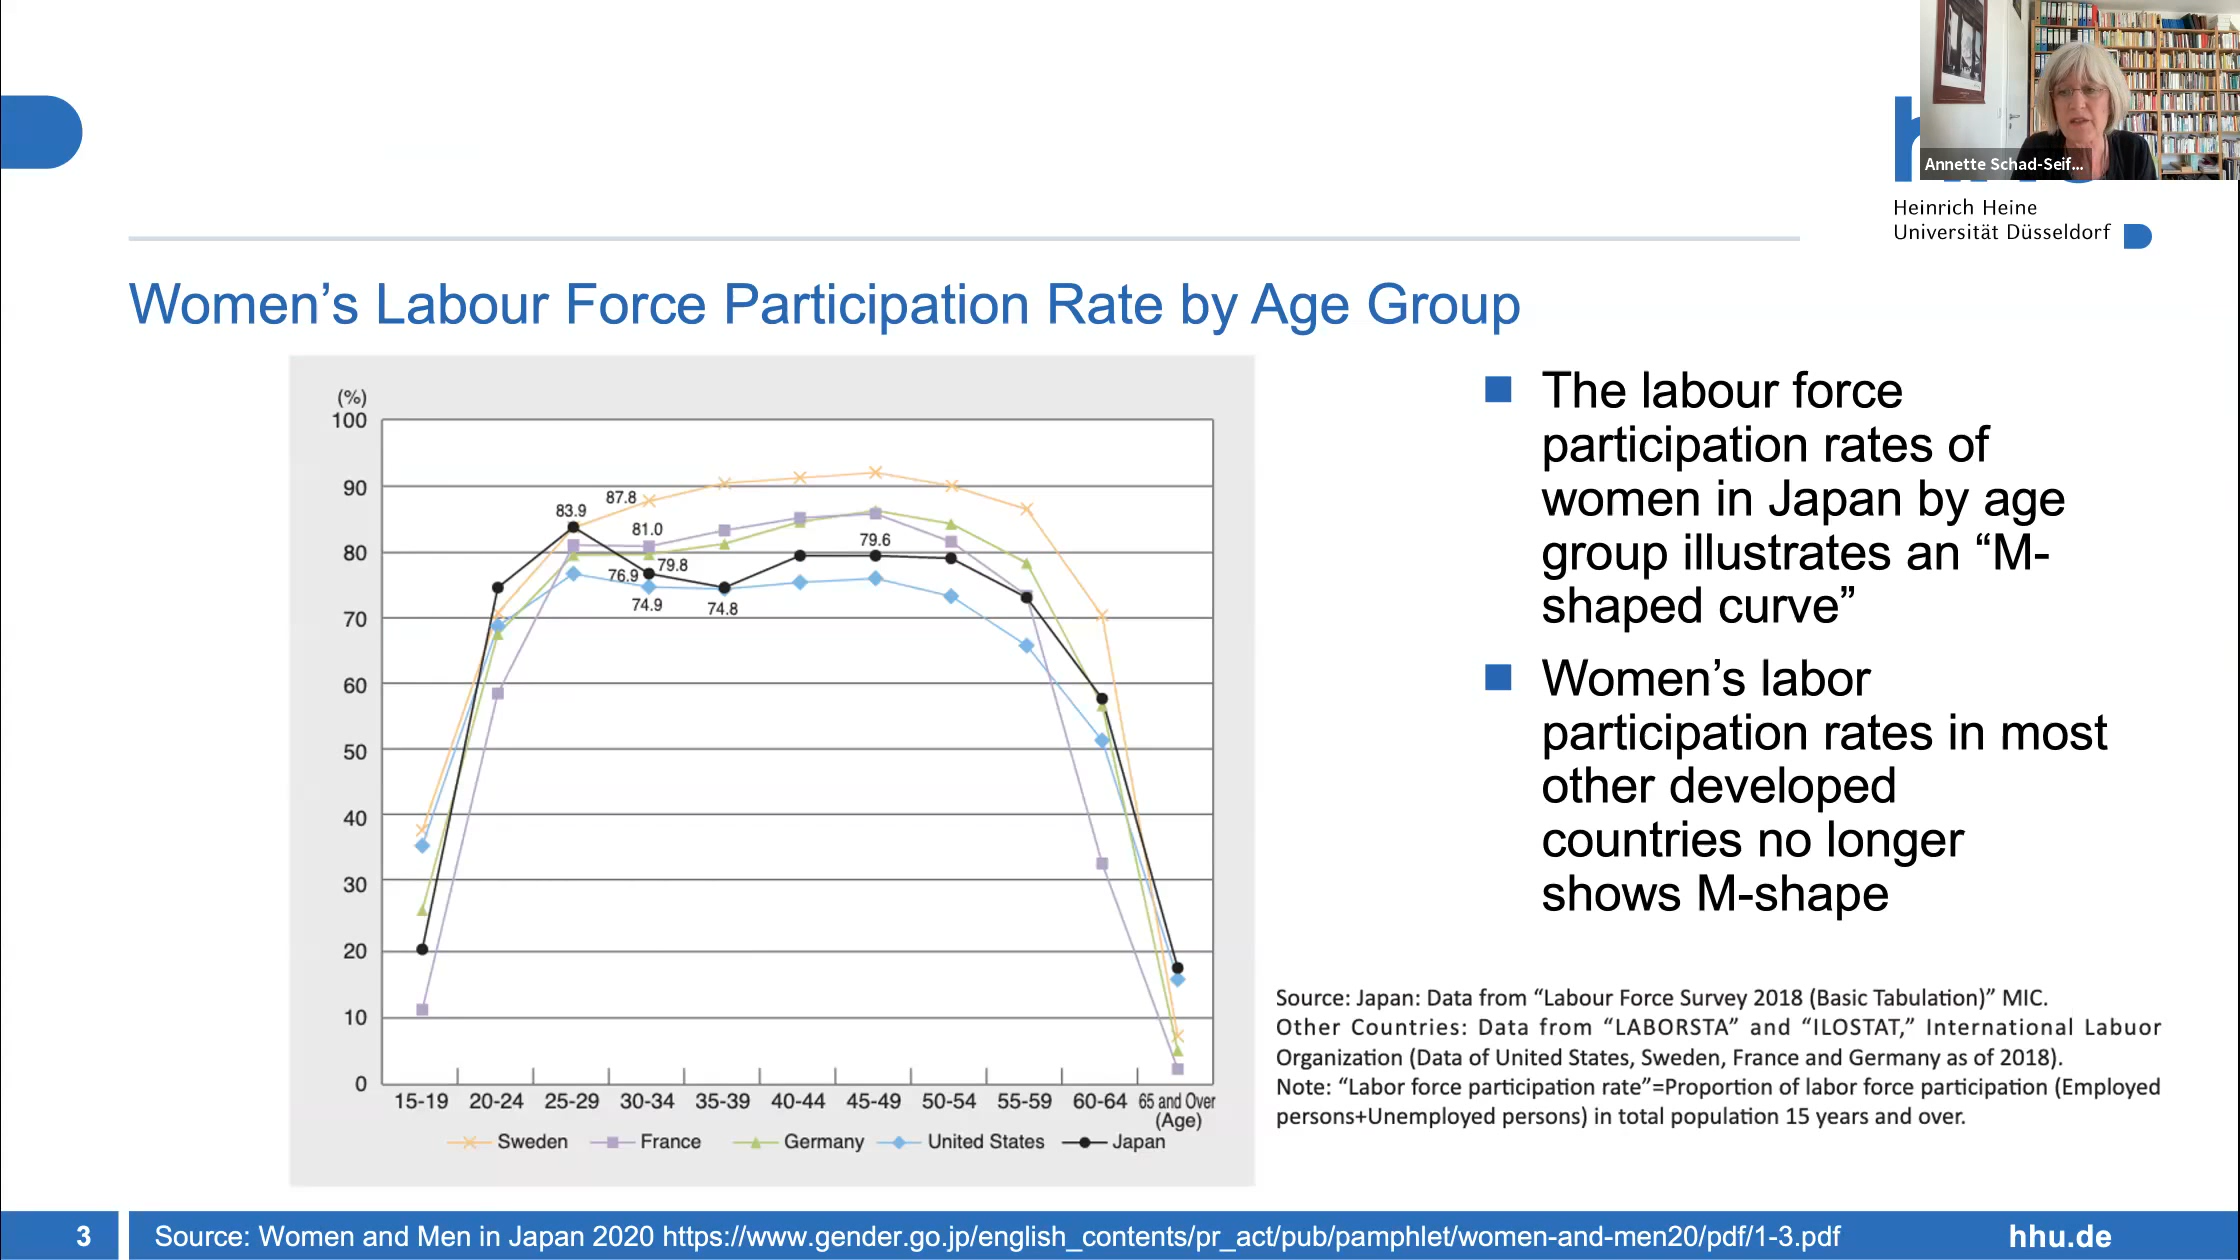 Annette Schad-Seif...
Heinrich Heine
Universität Düsseldorf
Women's Labour Force Participation Rate by Age Group
(%)
100
90
80
70
60
50
40
30
20
10
0
87.8
83.9
81.0
79.8
76.9
74.9
74.8
79.6
15-19 20-24 25-29 30-34 35-39 40-44 45-49 50-54 55-59 60-64 65 and Over
(Age)
Sweden France Germany United States Japan
The labour force
participation rates of
women in Japan by age
group illustrates an “M-
shaped curve”
Women’s labor
participation rates in most
other developed
countries no longer
shows M-shape
Source: Japan: Data from “Labour Force Survey 2018 (Basic Tabulation)” MIC.
Other Countries: Data from “LABORSTA” and “ILOSTAT,” International Labuor
Organization (Data of United States, Sweden, France and Germany as of 2018).
Note: “Labor force participation rate”=Proportion of labor force participation (Employed
persons+Unemployed persons) in total population 15 years and over.
3
Source: Women and Men in Japan 2020 https://www.gender.go.jp/english_contents/pr_act/pub/pamphlet/women-and-men20/pdf/1-3.pdf
hhu.de